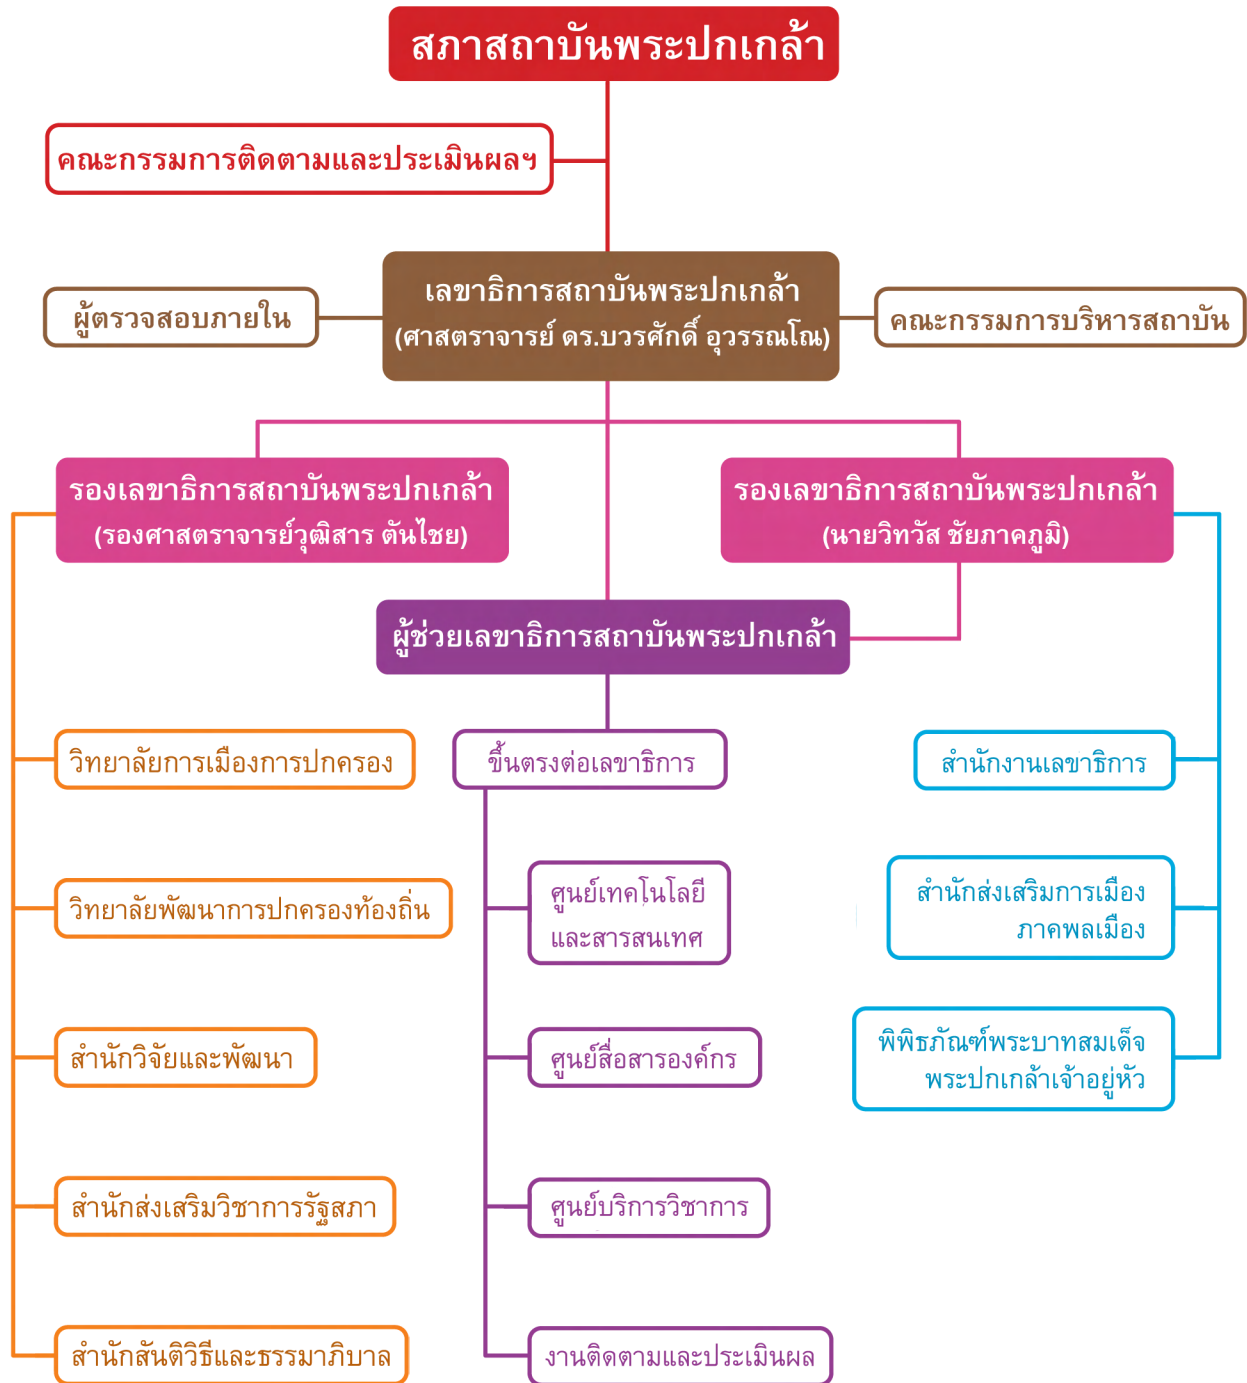 สภาสถาบันพระปกเกล้า
คณะกรรมการติดตามและประเมินผลฯ
เลขาธิการสถาบันพระปกเกล้า
(ศาสตราจารย์ ดร.บวรศักดิ์ อุวรรณโณ)
ผู้ตรวจสอบภายใน
คณะกรรมการบริหารสถาบัน
รองเลขาธิการสถาบันพระปกเกล้า
(รองศาสตราจารย์วุฒิสาร ตันไชย)
รองเลขาธิการสถาบันพระปกเกล้า
(นายวิทวัส ชัยภาคภูมิ)
ผู้ช่วยเลขาธิการสถาบันพระปกเกล้า
วิทยาลัยการเมืองการปกครอง
วิทยาลัยพัฒนาการปกครองท้องถิ่น
สำนักวิจัยและพัฒนา
สำนักส่งเสริมวิชาการรัฐสภา
สำนักสันติวิธีและธรรมาภิบาล
ขึ้นตรงต่อเลขาธิการ
ศูนย์เทคโนโลยี
และสารสนเทศ
ศูนย์สื่อสารองค์กร
ศูนย์บริการวิชาการ
งานติดตามและประเมินผล
สำนักงานเลขาธิการ
สำนักส่งเสริมการเมือง
ภาคพลเมือง
พิพิธภัณฑ์พระบาทสมเด็จ
พระปกเกล้าเจ้าอยู่หัว